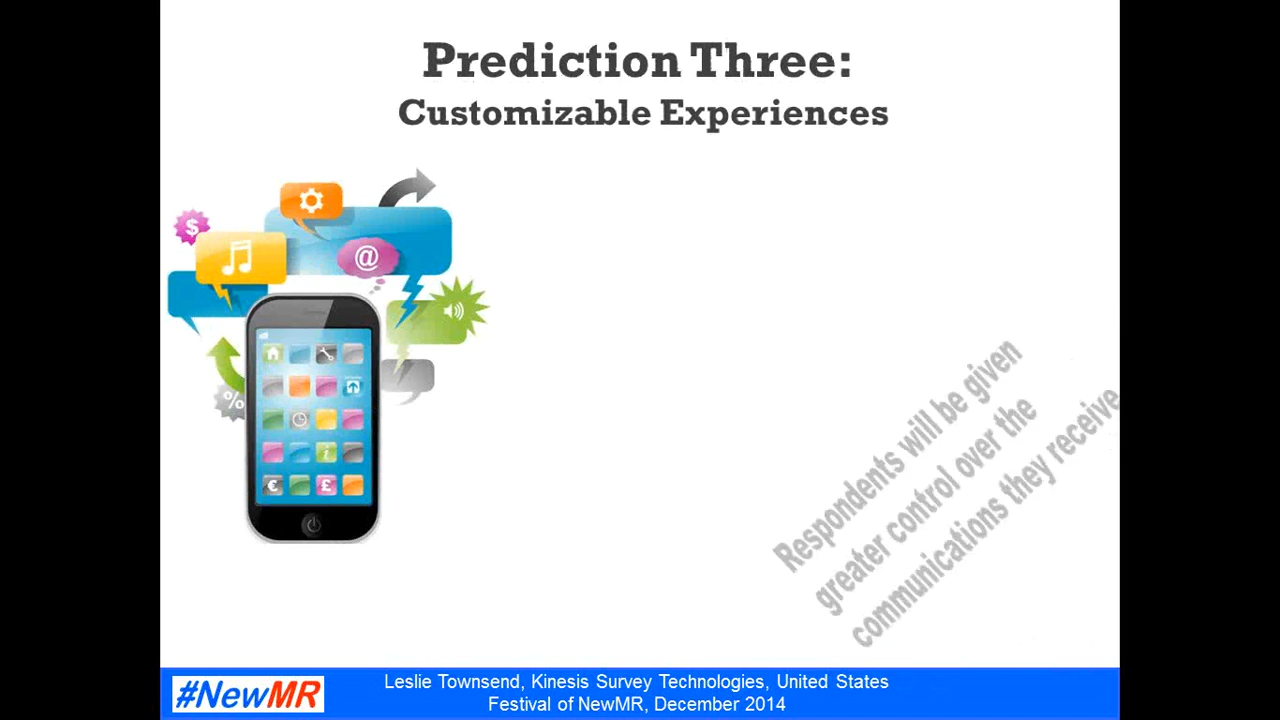 Prediction Three:
Customizable Experiences
$
@
%
i
€
£
Respondents will be given
greater control over the
communications they receive
#NewMR
Leslie Townsend, Kinesis Survey Technologies, United States
Festival of NewMR, December 2014